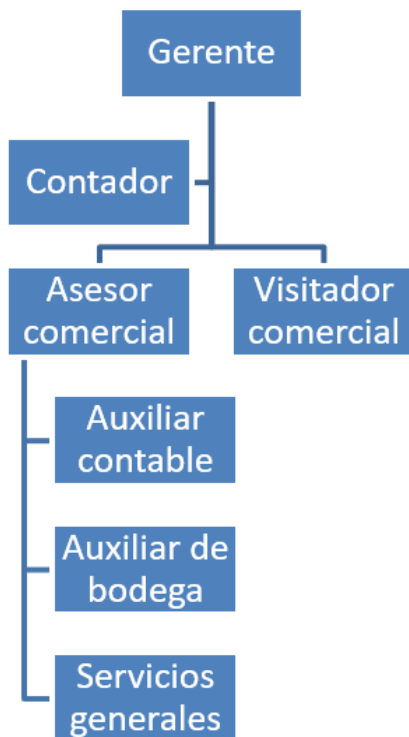 Gerente
Contador
Asesor
comercial
Visitador
comercial
Auxiliar
contable
Auxiliar de
bodega
Servicios
generales